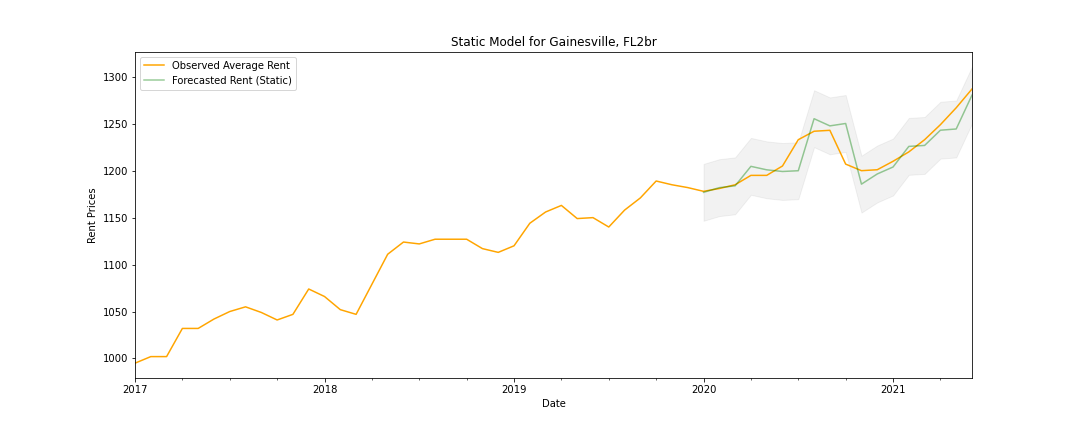 Static Model for Gainesville, FL2br
Observed Average Rent
Forecasted Rent (Static)
Rent Prices
1300
1250
1200
1150
1100
1050
1000
2017 2018 2019 2020 2021
Date